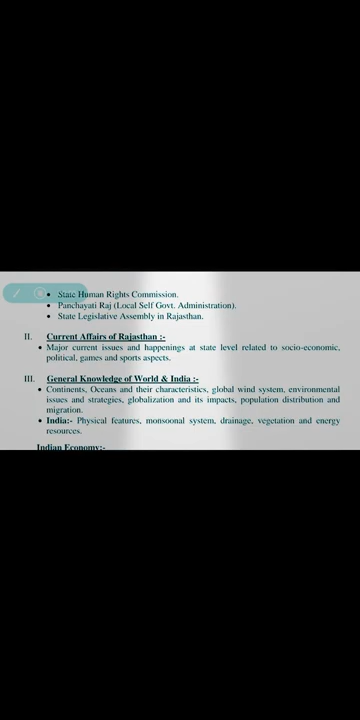 • State Human Rights Commission.
• Panchayati Raj (Local Self Govt. Administration).
• State Legislative Assembly in Rajasthan.
II. Current Affairs of Rajasthan :-
• Major current issues and happenings at state level related to socio-economic,
political, games and sports aspects.
III. General Knowledge of World & India :-
• Continents, Oceans and their characteristics, global wind system, environmental
issues and strategies, globalization and its impacts, population distribution and
migration.
• India:- Physical features, monsoonal system, drainage, vegetation and energy
resources.
Indian Economy:-